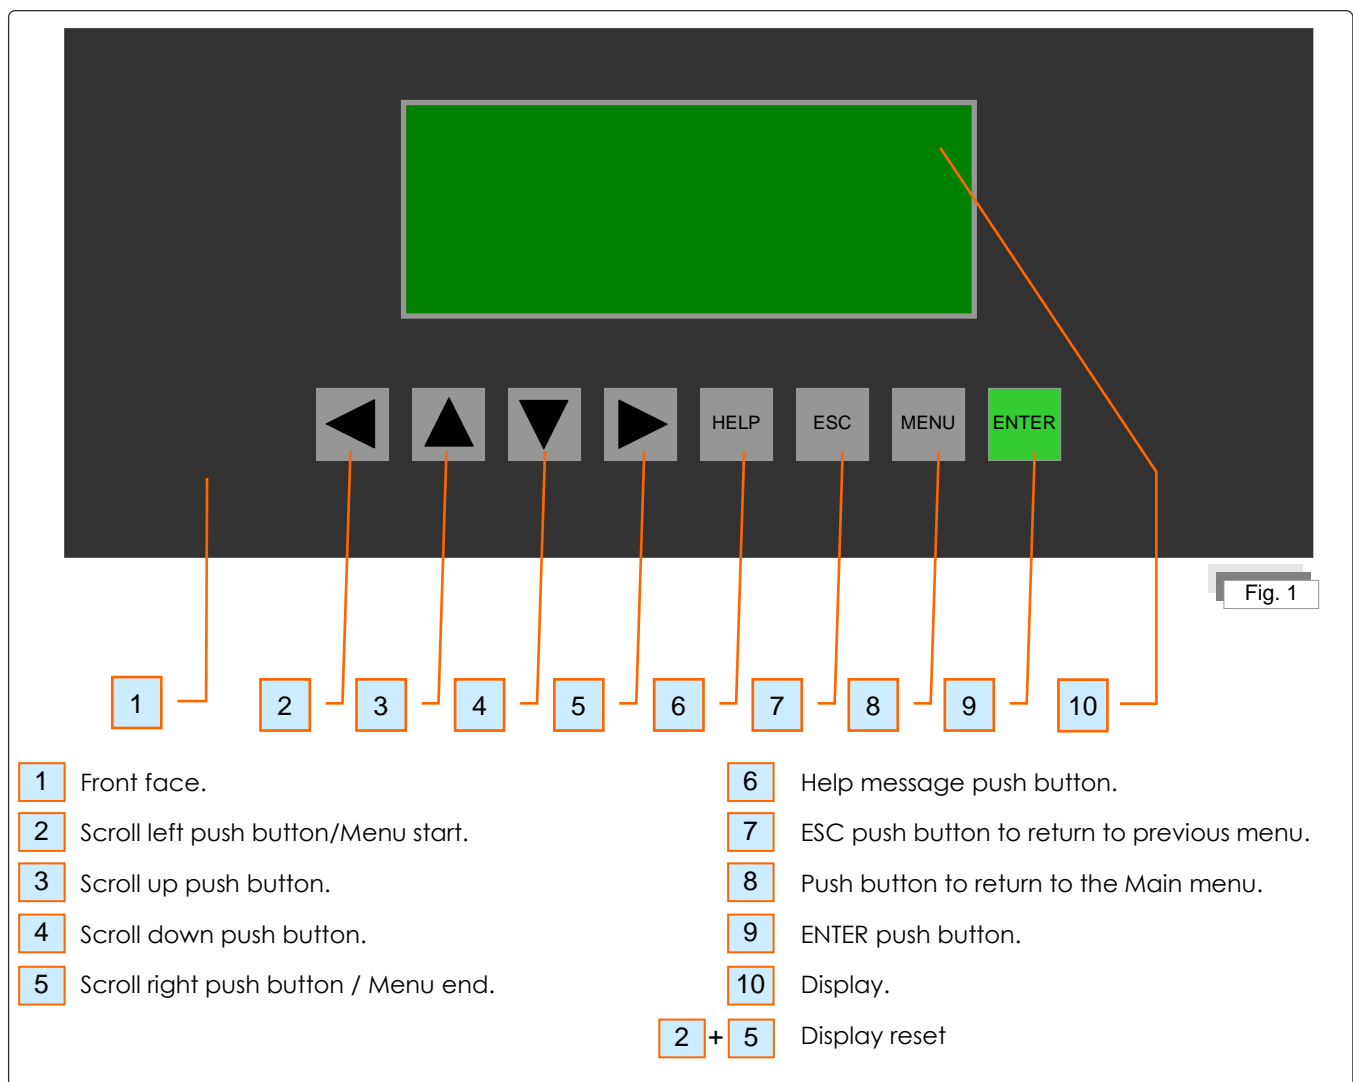 HELP ESC MENU ENTER
Fig. 1
1 2 3 4 5 6 7 8 9 10
1 Front face.
2 Scroll left push button/Menu start.
3 Scroll up push button.
4 Scroll down push button.
5 Scroll right push button / Menu end.
6 Help message push button.
7 ESC push button to return to previous menu.
8 Push button to return to the Main menu.
9 ENTER push button.
10 Display.
2 + 5 Display reset